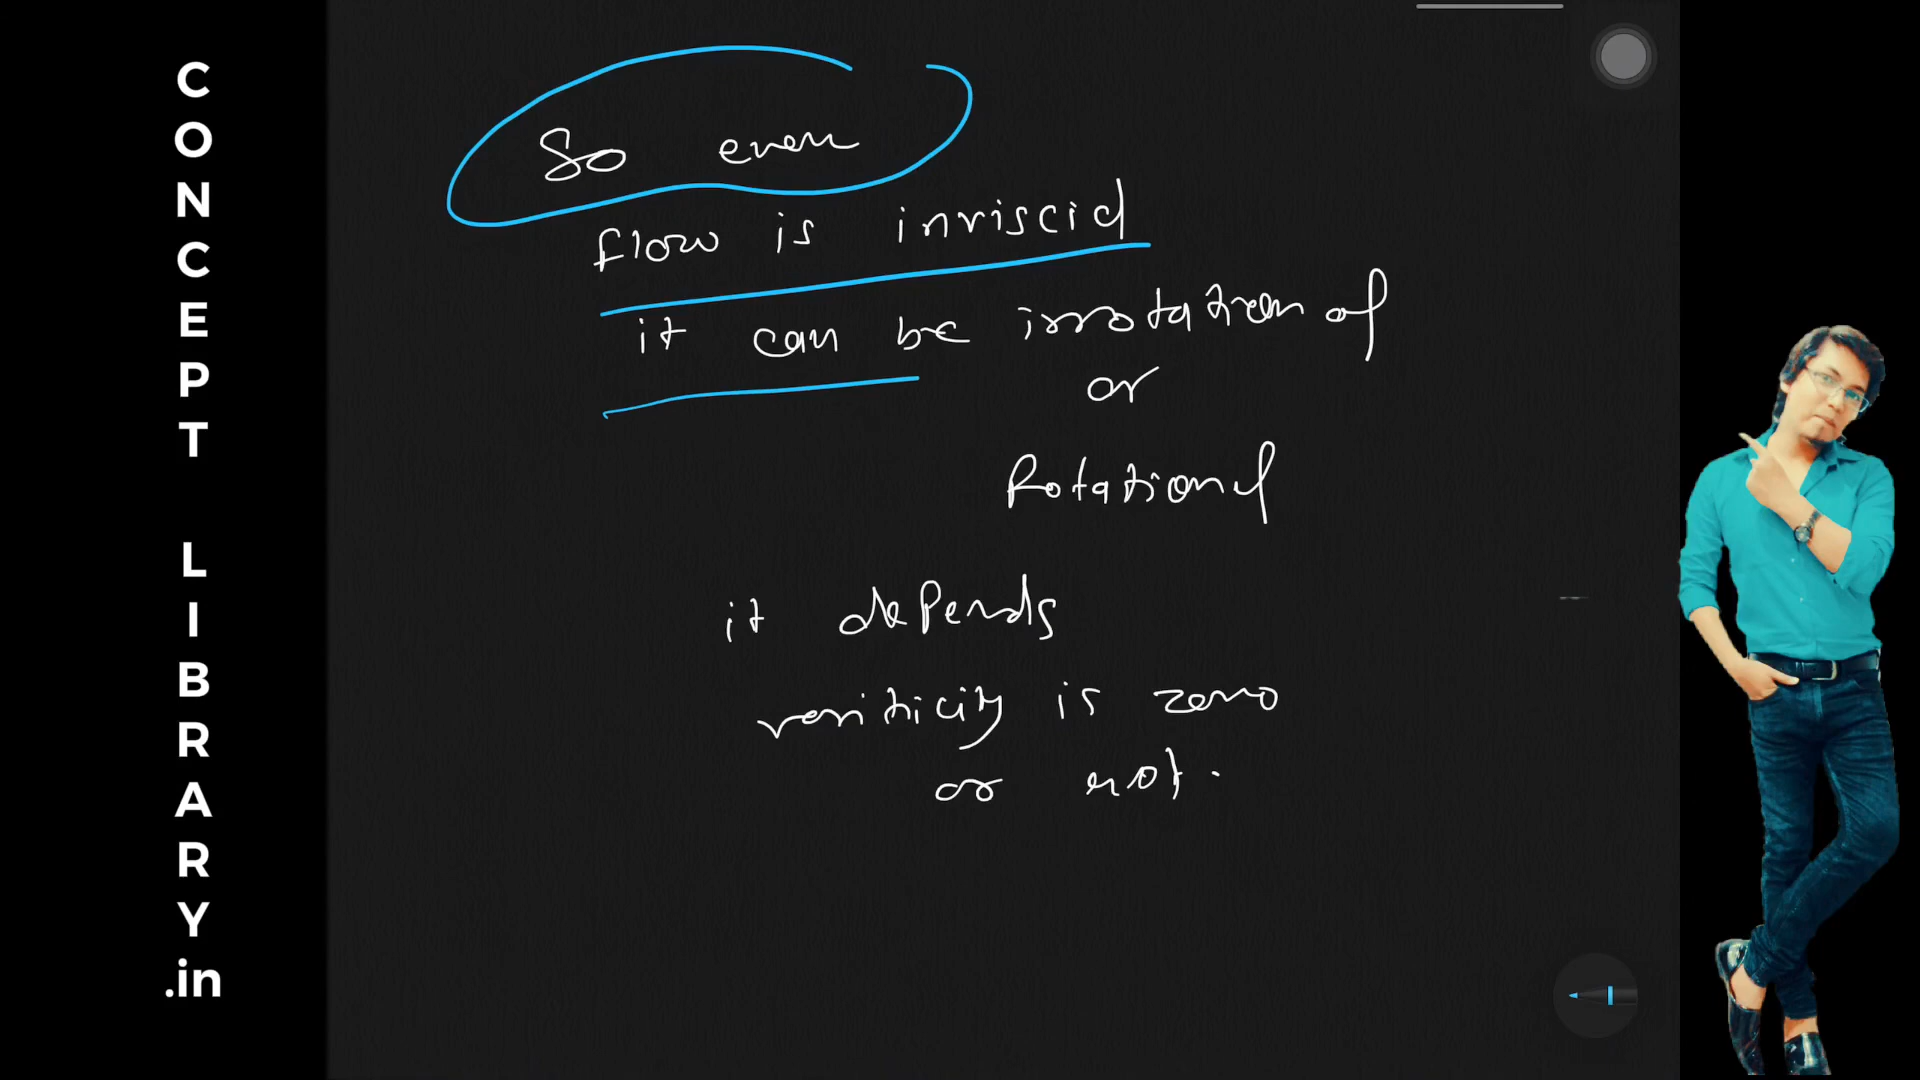 CONCEPT LIBRARY.in
So even
flow is inviscid
it can be irrotational
or
Rotational
it depends
vorticity is zero
or not.